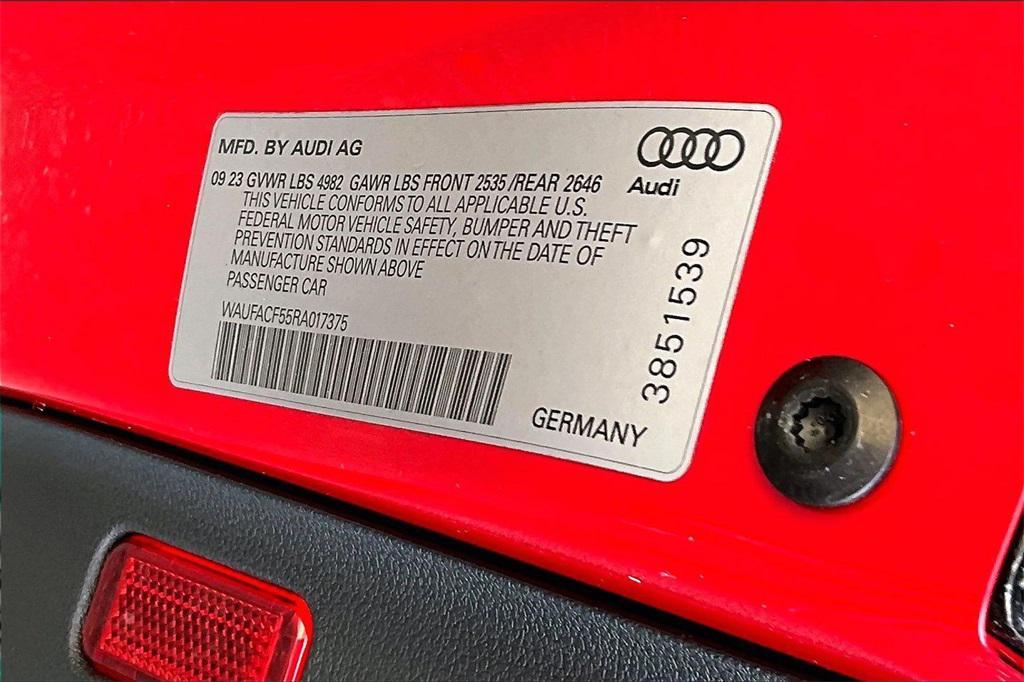 MFD. BY AUDI AG
Audi
09 23 GVWR LBS 4982 GAWR LBS FRONT 2535 /REAR 2646
THIS VEHICLE CONFORMS TO ALL APPLICABLE U.S.
FEDERAL MOTOR VEHICLE SAFETY, BUMPER AND THEFT
PREVENTION STANDARDS IN EFFECT ON THE DATE OF
MANUFACTURE SHOWN ABOVE
PASSENGER CAR
WAUFACF55RA017375
3851539
GERMANY